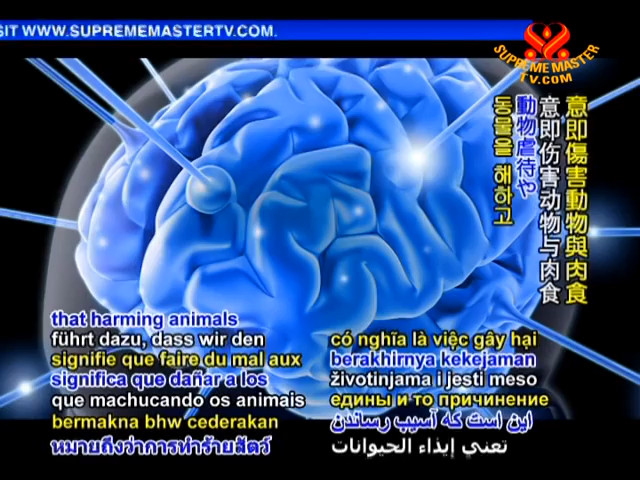 SIT WWW.SUPREMEMASTERTV.COM.
SUPREME MASTER
TV.COM
意即傷害動物與肉食
意即伤害动物与肉食
動物虐待や
동물을 해하고
that harming animals
führt dazu, dass wir den
signifie que faire du mal aux
significa que dañar a los
que machucando os animais
bermakna bhw cederakan
หมายถึงว่าการทำร้ายสัตว์
có nghĩa là việc gây hại
berakhirnya kekejaman
životinjama i jesti meso
едины и то причинение
این است که آسیب رساندن
تعني إيذاء الحيوانات